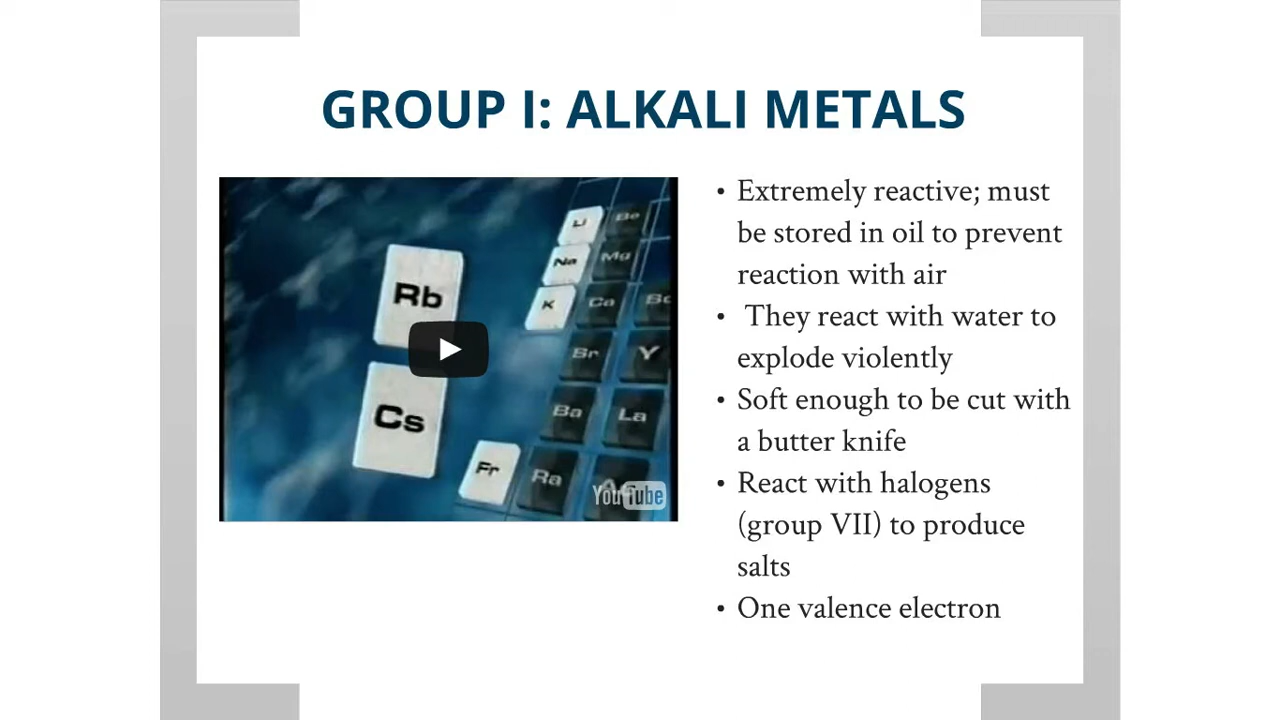 GROUP I: ALKALI METALS
Li Be
Na Mg
K Ca Sc
Rb
Br Y
Cs
Ba La
Fr Ra Ac
YouTube
• Extremely reactive; must
be stored in oil to prevent
reaction with air
• They react with water to
explode violently
• Soft enough to be cut with
a butter knife
• React with halogens
(group VII) to produce
salts
• One valence electron